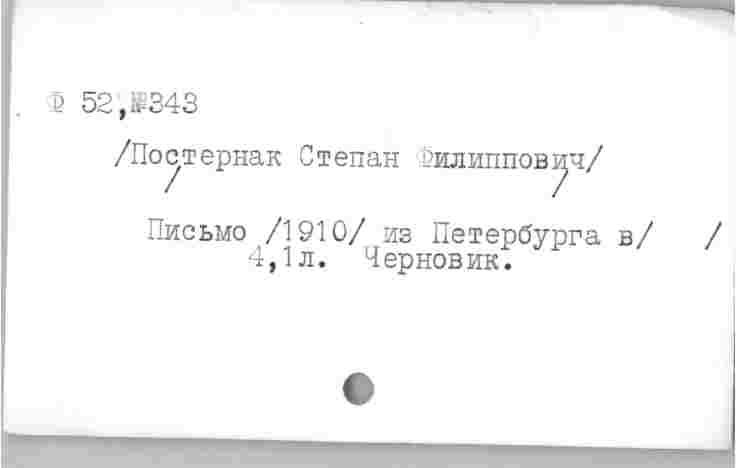 Ф 52,№343
/Постернак Степан Филиппович/
/ /
Письмо /1910/ из Петербурга в/ /
4,1л. Черновик.